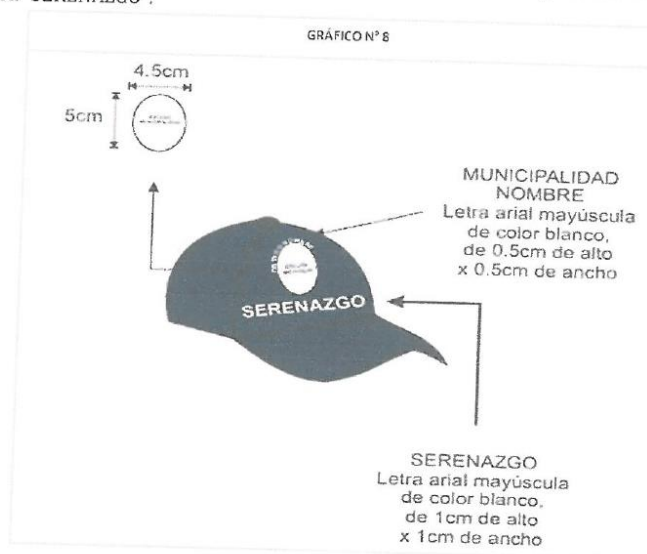 "SERENAZGO".
GRÁFICO N° 8
4.5cm
5cm
MUNICIPALIDAD
NOMBRE
Letra arial mayúscula
de color blanco,
de 0.5cm de alto
x 0.5cm de ancho
SERENAZGO
SERENAZGO
Letra arial mayúscula
de color blanco,
de 1cm de alto
x 1cm de ancho